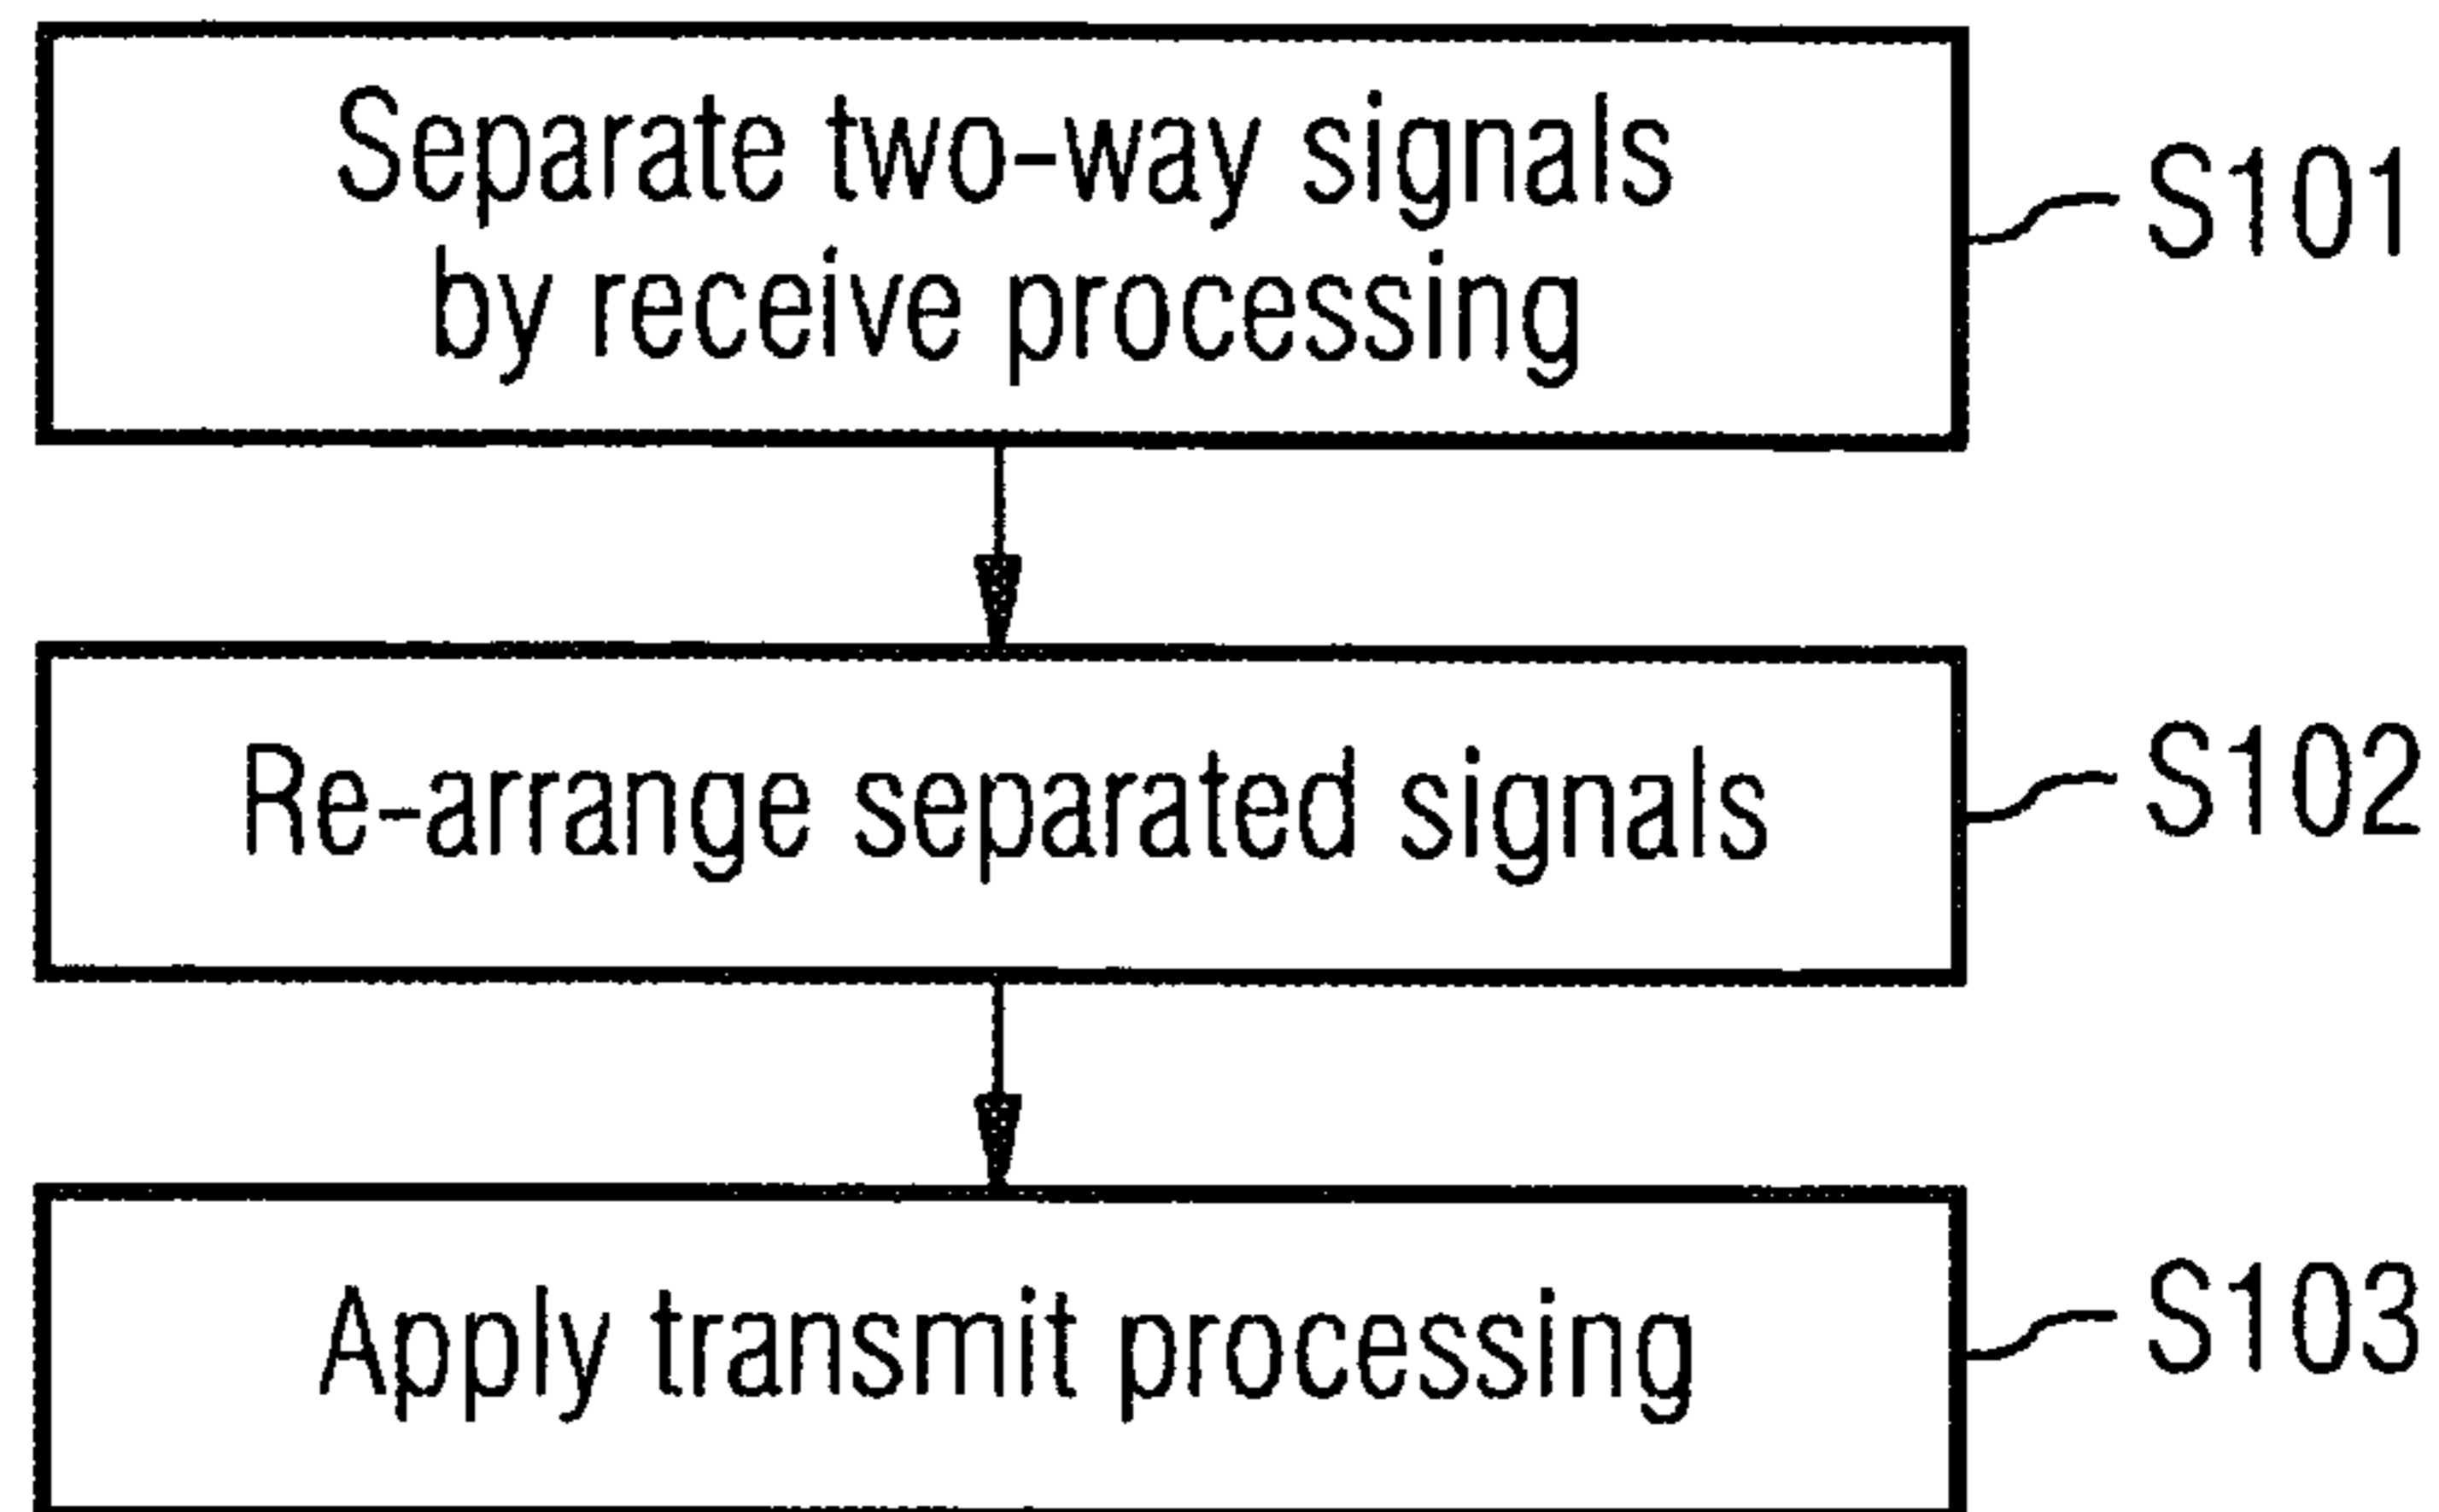 Separate two-way signals
by receive processing
S101
Re-arrange separated signals
S102
Apply transmit processing
S103